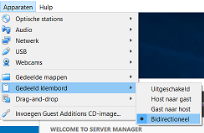 Apparaten Hulp
Optische stations
Audio
Netwerk
USB
Webcams
Gedeelde mappen
Gedeeld klembord
Drag-and-drop
Invoegen Guest Additions CD-image...
Uitgeschakeld
Host naar gast
Gast naar host
Bidirectioneel
WELCOME TO SERVER MANAGER